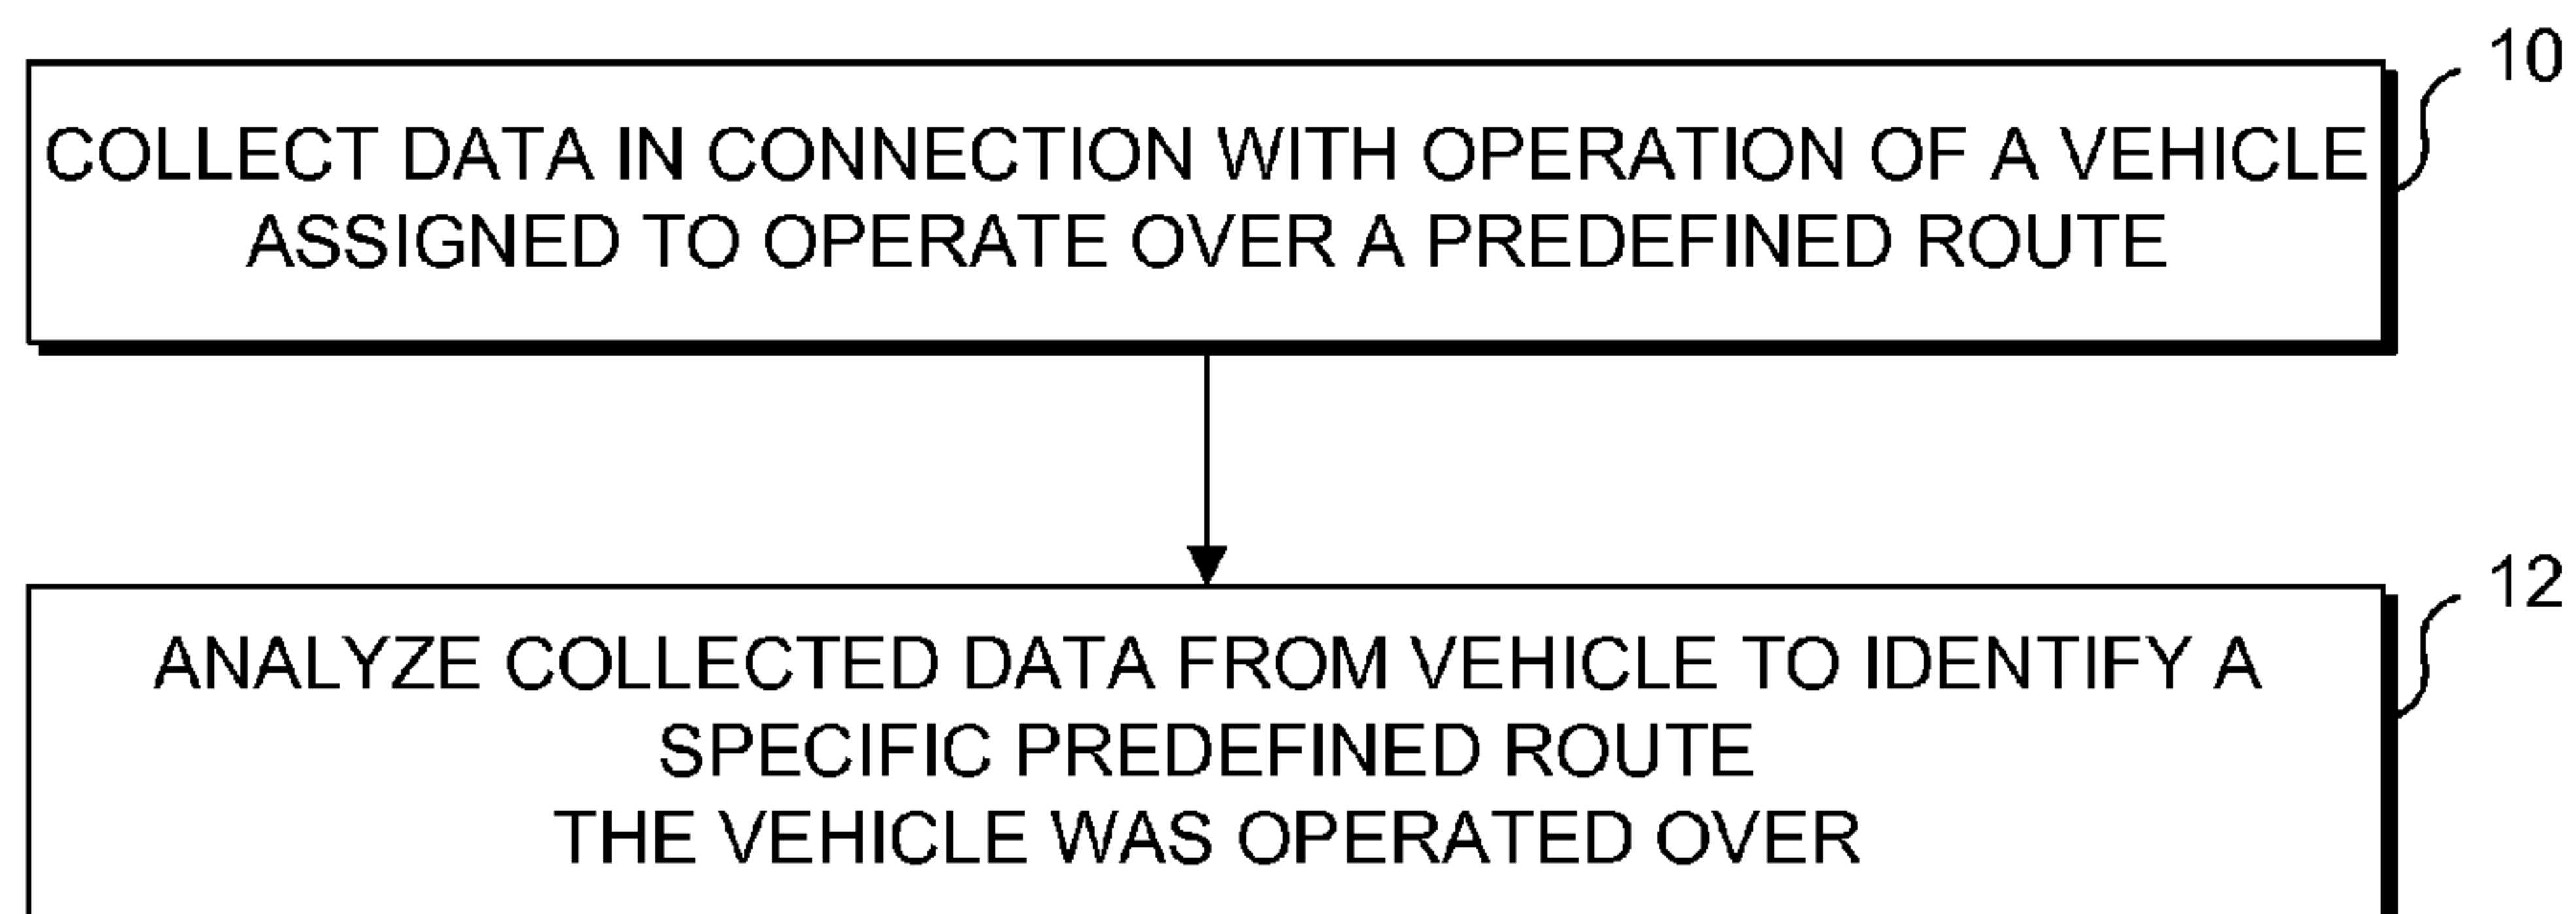 10
COLLECT DATA IN CONNECTION WITH OPERATION OF A VEHICLE
ASSIGNED TO OPERATE OVER A PREDEFINED ROUTE
12
ANALYZE COLLECTED DATA FROM VEHICLE TO IDENTIFY A
SPECIFIC PREDEFINED ROUTE
THE VEHICLE WAS OPERATED OVER